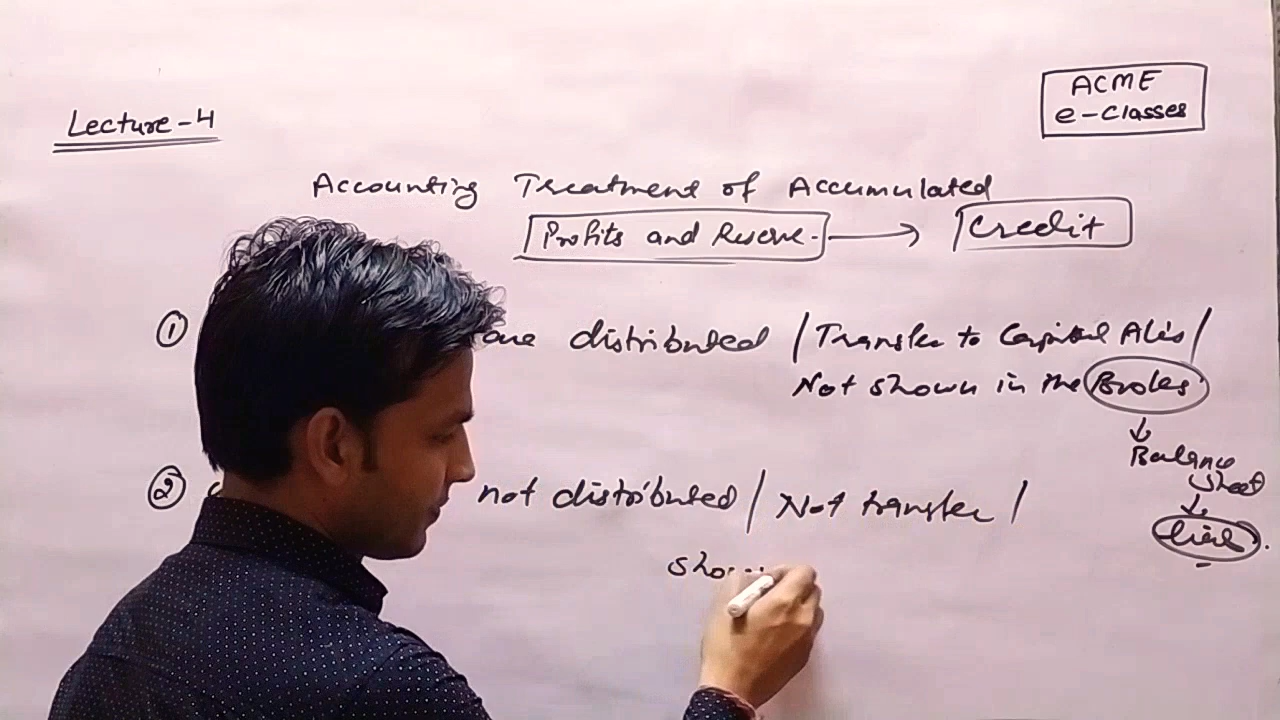 ACME
e-Classes
Lecture-4
Accounting Treatment of Accumulated
Profits and Reserve. → Credit
① are distributed / Transfer to Capital A/cs /
Not shown in the Books
↓
Balance
Sheet
↓
② not distributed / Not transfer /